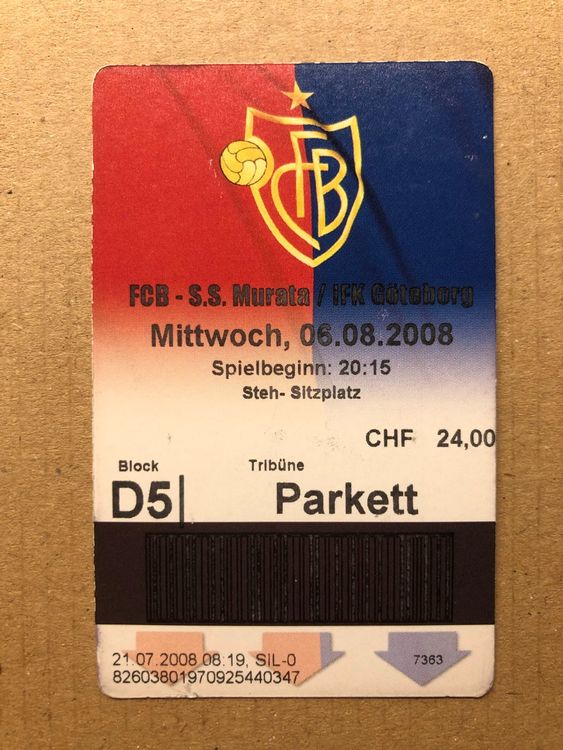 FCB
FCB - S.S. Murata / IFK Göteborg
Mittwoch, 06.08.2008
Spielbeginn: 20:15
Steh- Sitzplatz
CHF 24,00
Block Tribüne
D5 Parkett
21.07.2008 08:19, SIL-0 7363
82603801970925440347